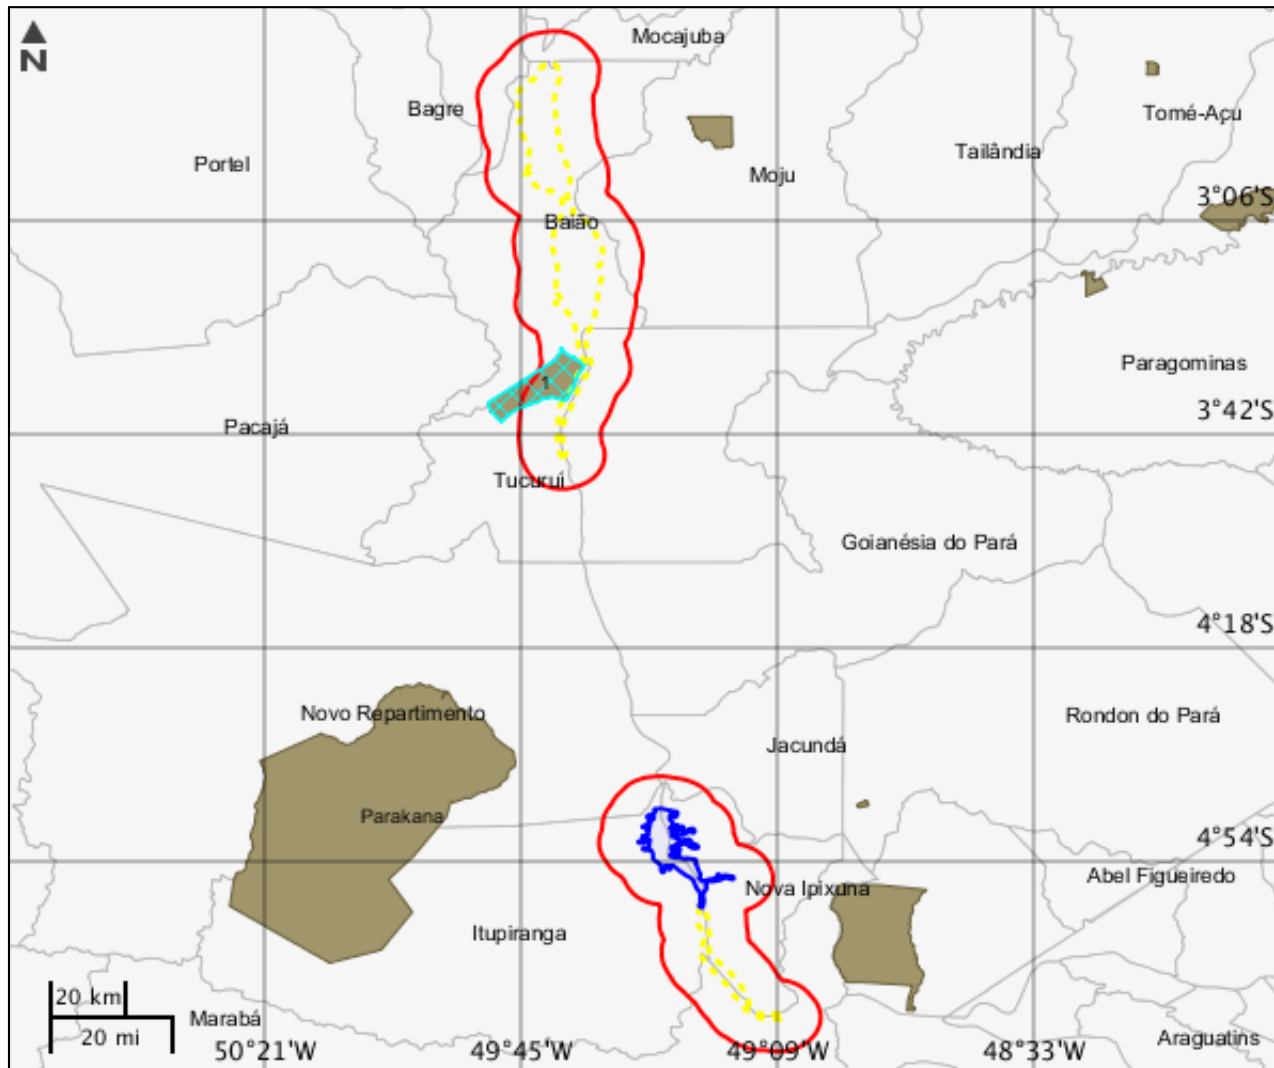 N
Mocajuba
Bagre
Tomé-Açu
Tailândia
Portel
Moju
3°06'S
Baião
Paragominas
1
3°42'S
Pacajá
Tucuruí
Goianésia do Pará
4°18'S
Novo Repartimento
Rondon do Pará
Jacundá
Parakana
4°54'S
Abel Figueiredo
Nova Ipixuna
Itupiranga
20 km
20 mi
Marabá
Araguatins
50°21'W
49°45'W
49°09'W
48°33'W